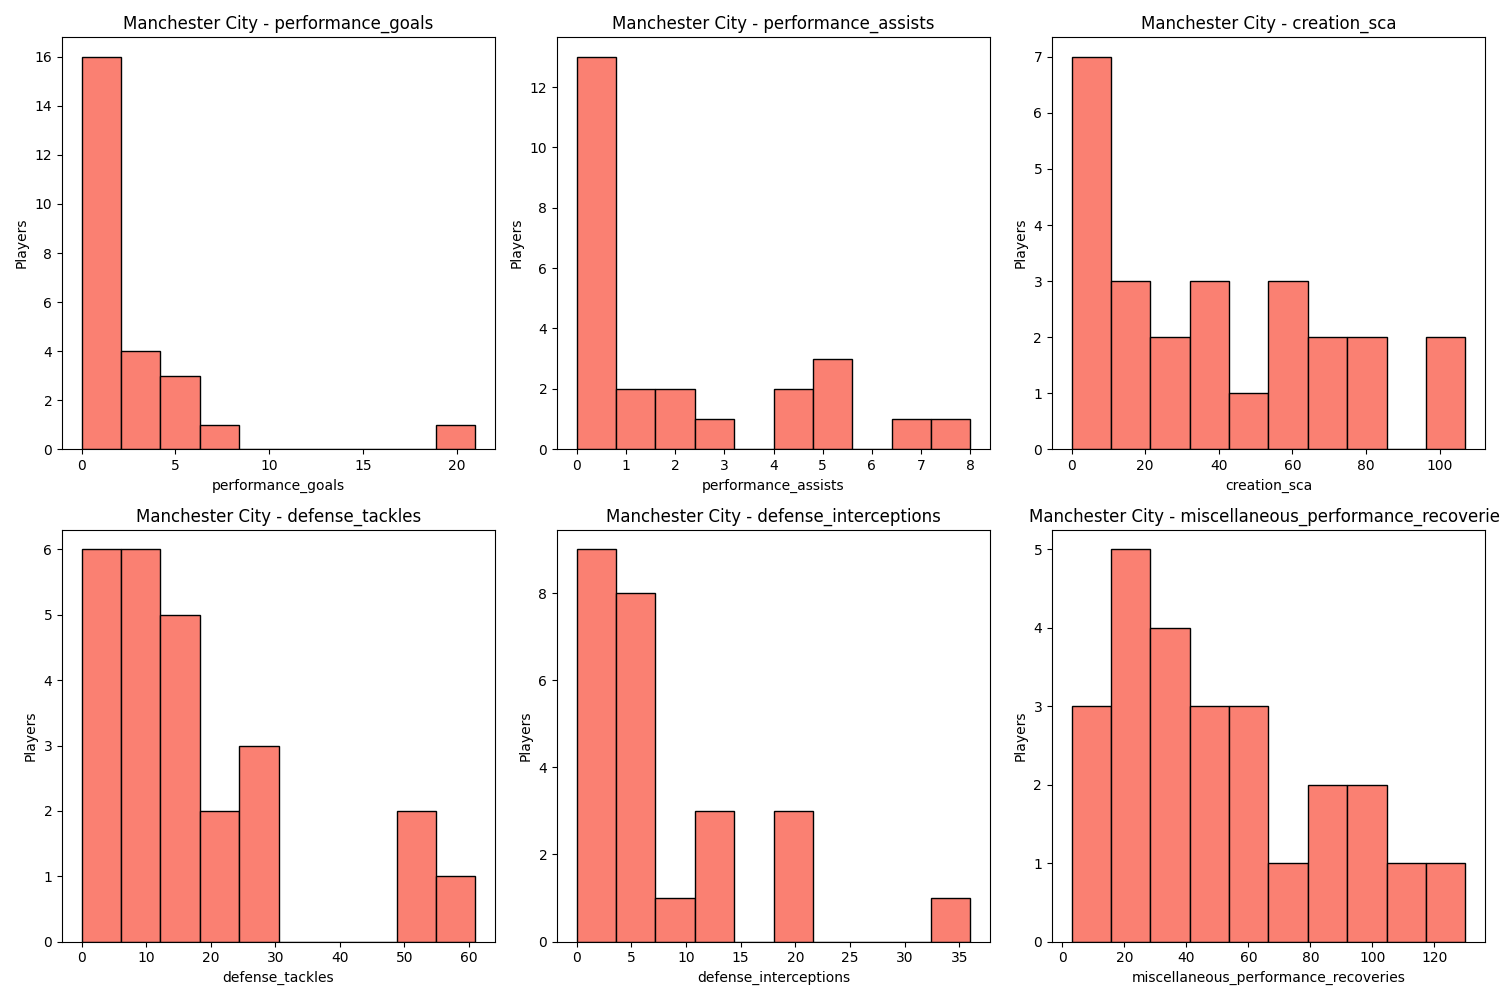 Manchester City - performance_goals
Players
16
14
12
10
8
6
4
2
0
0 5 10 15 20
performance_goals
Manchester City - performance_assists
Players
12
10
8
6
4
2
0
0 1 2 3 4 5 6 7 8
performance_assists
Manchester City - creation_sca
Players
7
6
5
4
3
2
1
0
0 20 40 60 80 100
creation_sca
Manchester City - defense_tackles
Players
6
5
4
3
2
1
0
0 10 20 30 40 50 60
defense_tackles
Manchester City - defense_interceptions
Players
8
6
4
2
0
0 5 10 15 20 25 30 35
defense_interceptions
Manchester City - miscellaneous_performance_recoverie
Players
5
4
3
2
1
0
0 20 40 60 80 100 120
miscellaneous_performance_recoveries